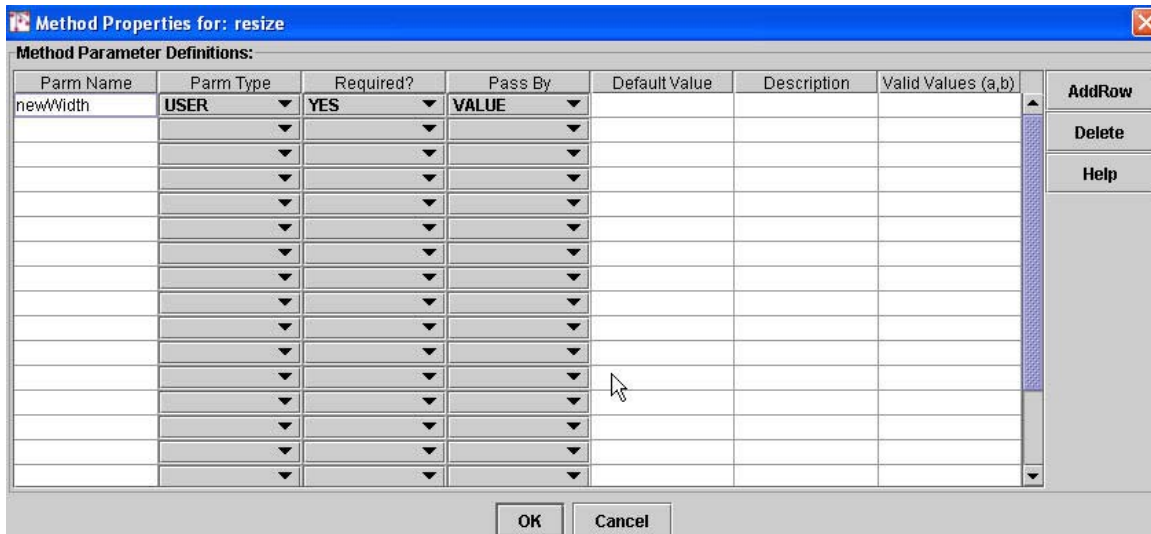 Method Properties for: resize
Method Parameter Definitions:
Parm Name Parm Type Required? Pass By Default Value Description Valid Values (a,b)
newWidth USER YES VALUE
AddRow
Delete
Help
OK Cancel